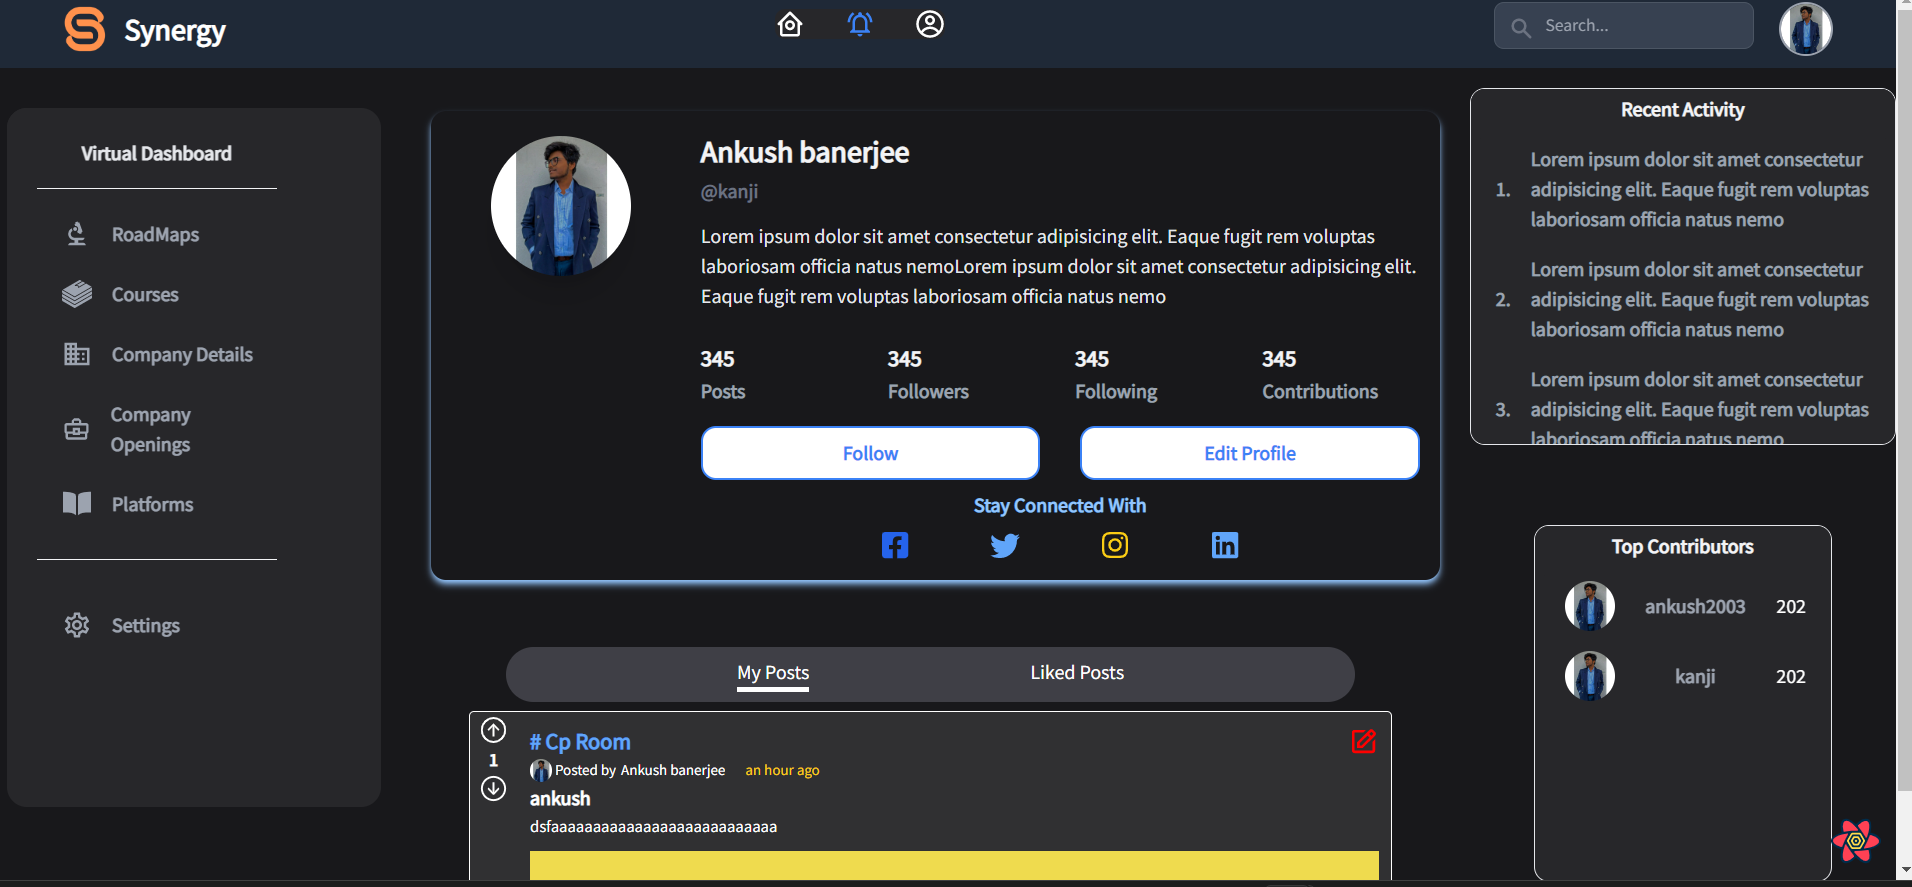 Synergy
Search...
Virtual Dashboard
RoadMaps
Courses
Company Details
Company
Openings
Platforms
Settings
Ankush banerjee
@kanji
Lorem ipsum dolor sit amet consectetur adipisicing elit. Eaque fugit rem voluptas
laboriosam officia natus nemoLorem ipsum dolor sit amet consectetur adipisicing elit.
Eaque fugit rem voluptas laboriosam officia natus nemo
345 345 345 345
Posts Followers Following Contributions
Follow Edit Profile
Stay Connected With
My Posts Liked Posts
1
# Cp Room
Posted by Ankush banerjee an hour ago
ankush
dsfaaaaaaaaaaaaaaaaaaaaaaaaaaa
Recent Activity
1. Lorem ipsum dolor sit amet consectetur
adipisicing elit. Eaque fugit rem voluptas
laboriosam officia natus nemo
2. Lorem ipsum dolor sit amet consectetur
adipisicing elit. Eaque fugit rem voluptas
laboriosam officia natus nemo
3. Lorem ipsum dolor sit amet consectetur
adipisicing elit. Eaque fugit rem voluptas
laboriosam officia natus nemo
Top Contributors
ankush2003 202
kanji 202